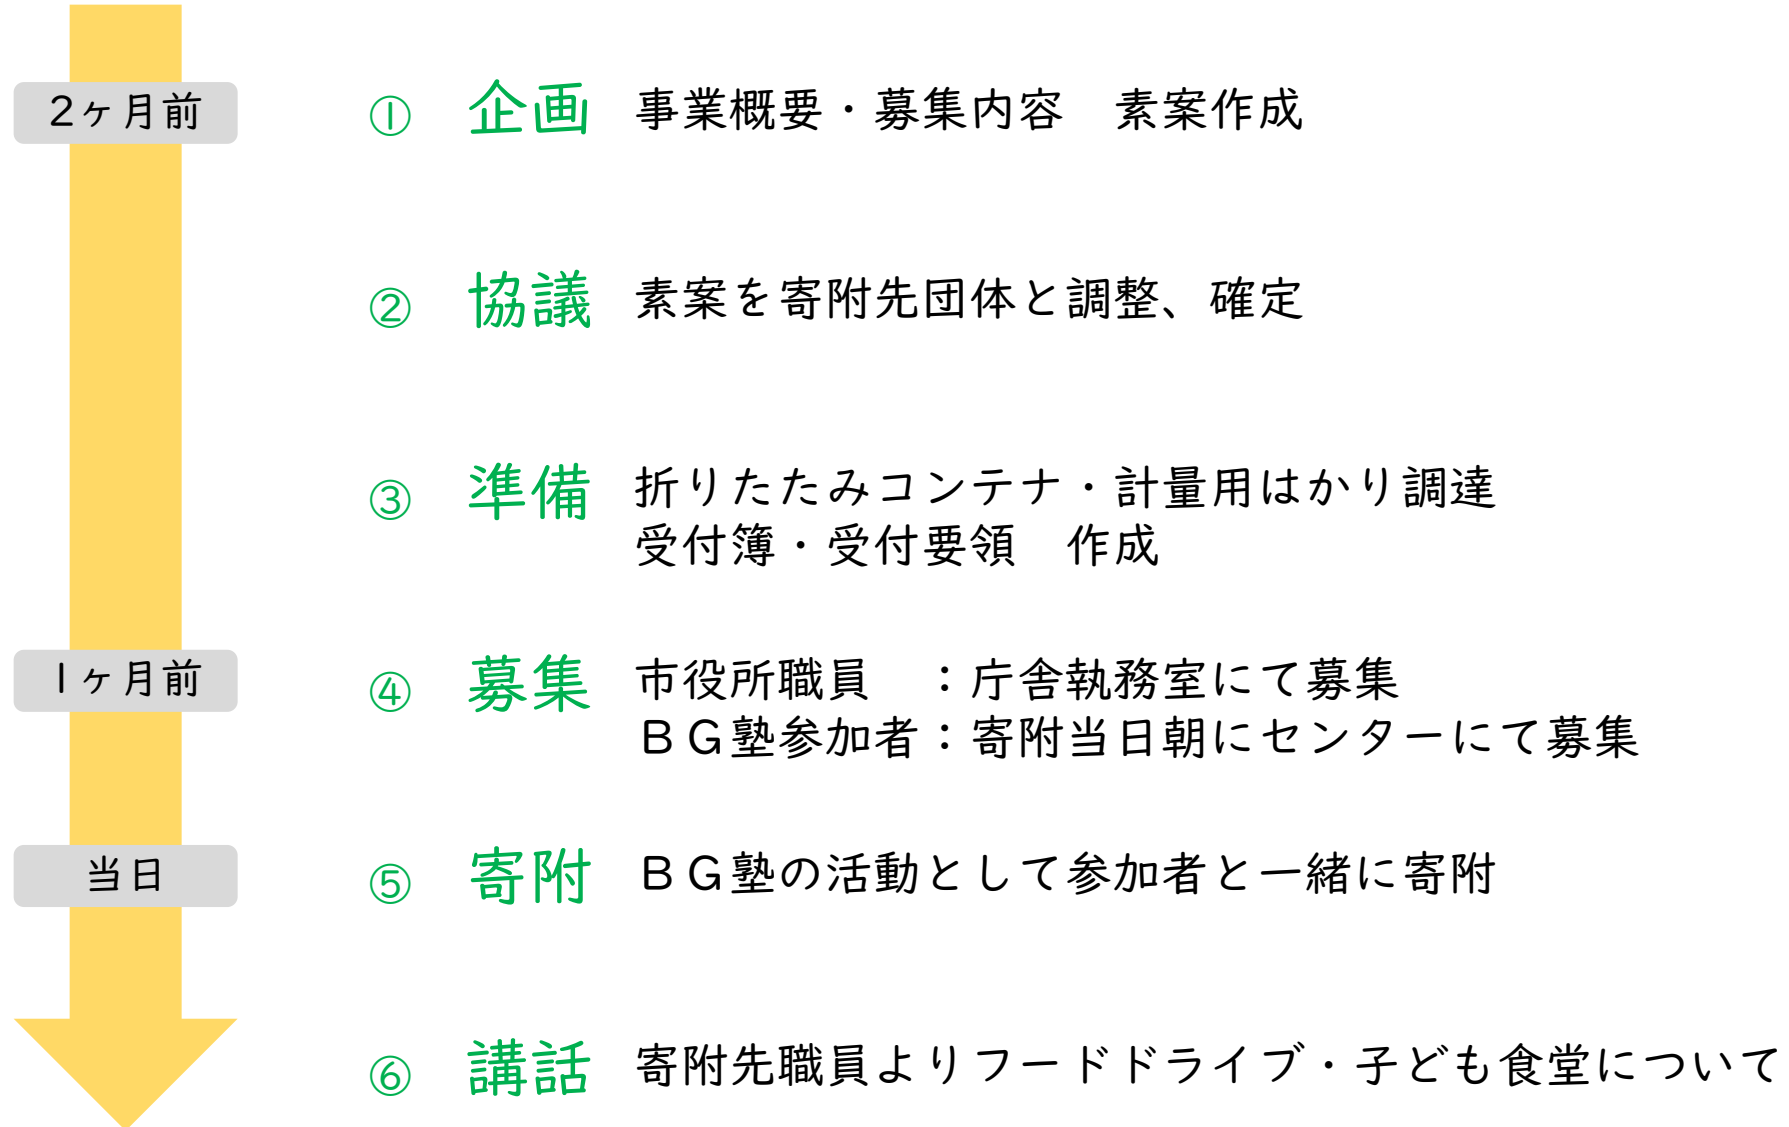 2ヶ月前
① 企画 事業概要・募集内容　素案作成
② 協議 素案を寄附先団体と調整、確定
③ 準備 折りたたみコンテナ・計量用はかり調達
受付簿・受付要領　作成
1ヶ月前
④ 募集 市役所職員　：庁舎執務室にて募集
ＢＧ塾参加者：寄附当日朝にセンターにて募集
当日
⑤ 寄附 ＢＧ塾の活動として参加者と一緒に寄附
⑥ 講話 寄附先職員よりフードドライブ・子ども食堂について